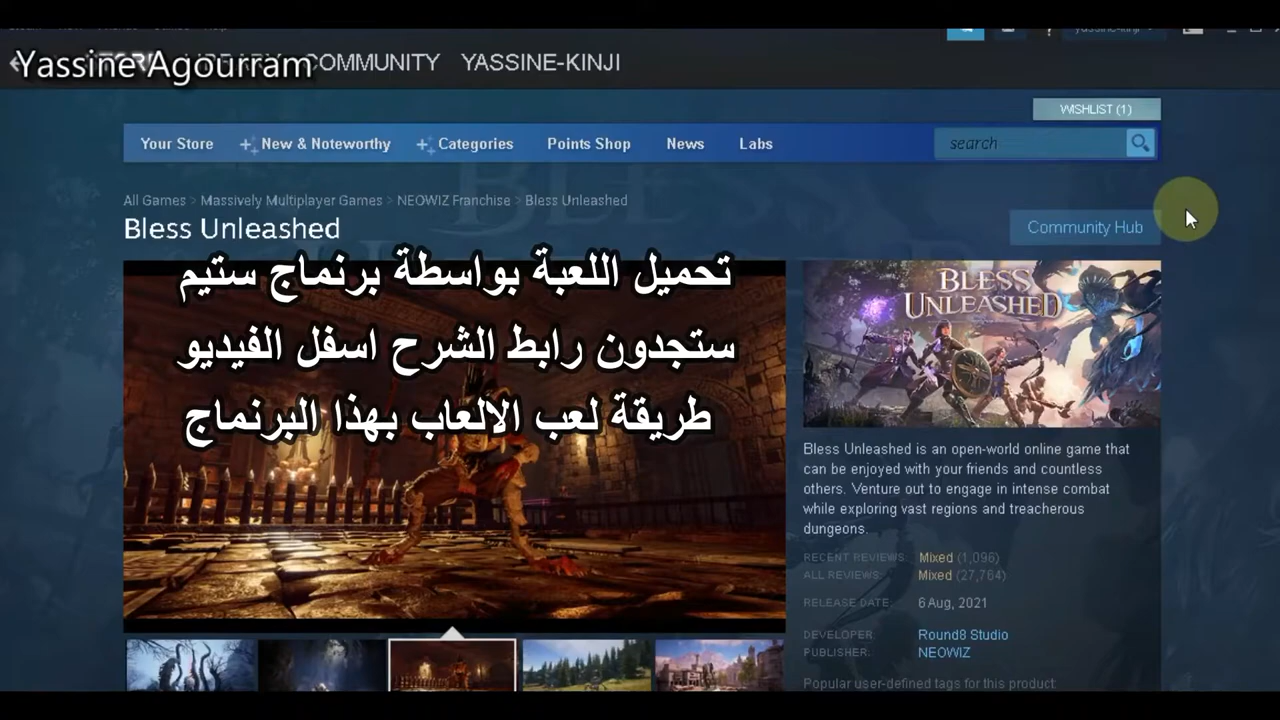 Yassine Agourram
COMMUNITY
YASSINE-KINJI
WISHLIST (1)
Your Store
New & Noteworthy
Categories
Points Shop
News
Labs
search
All Games > Massively Multiplayer Games > NEOWIZ Franchise > Bless Unleashed
Bless Unleashed
Community Hub
تحميل اللعبة بواسطة برنماج ستيم
ستجدون رابط الشرح اسفل الفيديو
طريقة لعب الالعاب بهذا البرنماج
BLESS
UNLEASHED
Bless Unleashed is an open-world online game that
can be enjoyed with your friends and countless
others. Venture out to engage in intense combat
while exploring vast regions and treacherous
dungeons.
RECENT REVIEWS: Mixed (1,096)
ALL REVIEWS: Mixed (27,764)
RELEASE DATE: 6 Aug, 2021
DEVELOPER: Round8 Studio
PUBLISHER: NEOWIZ
Popular user-defined tags for this product: